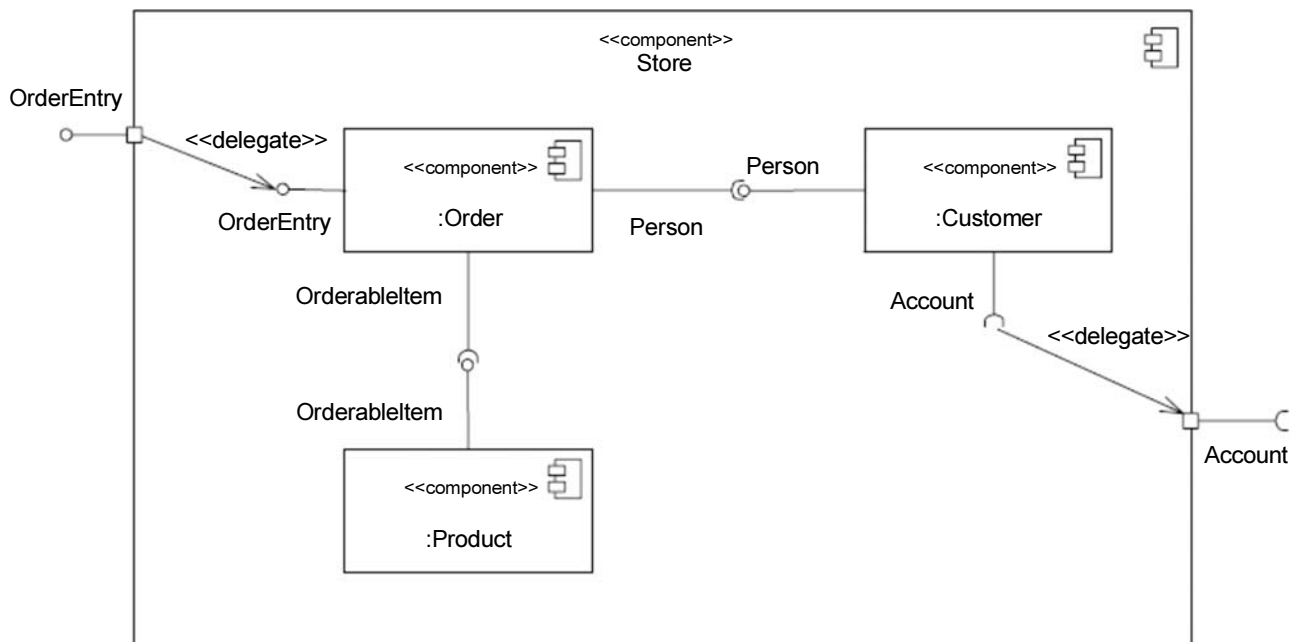 <<component>>
Store
OrderEntry
<<delegate>>
<<component>>
:Order
OrderEntry
Person
Person
<<component>>
:Customer
OrderableItem
Account
<<delegate>>
OrderableItem
Account
<<component>>
:Product